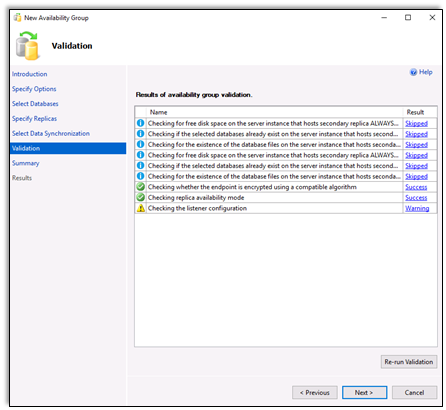 New Availability Group
Validation
Help
Introduction
Specify Options
Select Databases
Specify Replicas
Select Data Synchronization
Validation
Summary
Results
Results of availability group validation.
Name Result
Checking for free disk space on the server instance that hosts secondary replica ALWAYS... Skipped
Checking if the selected databases already exist on the server instance that hosts second... Skipped
Checking for the existence of the database files on the server instance that hosts seconda... Skipped
Checking for free disk space on the server instance that hosts secondary replica ALWAYS... Skipped
Checking if the selected databases already exist on the server instance that hosts second... Skipped
Checking for the existence of the database files on the server instance that hosts seconda... Skipped
Checking whether the endpoint is encrypted using a compatible algorithm Success
Checking replica availability mode Success
Checking the listener configuration Warning
Re-run Validation
< Previous Next > Cancel